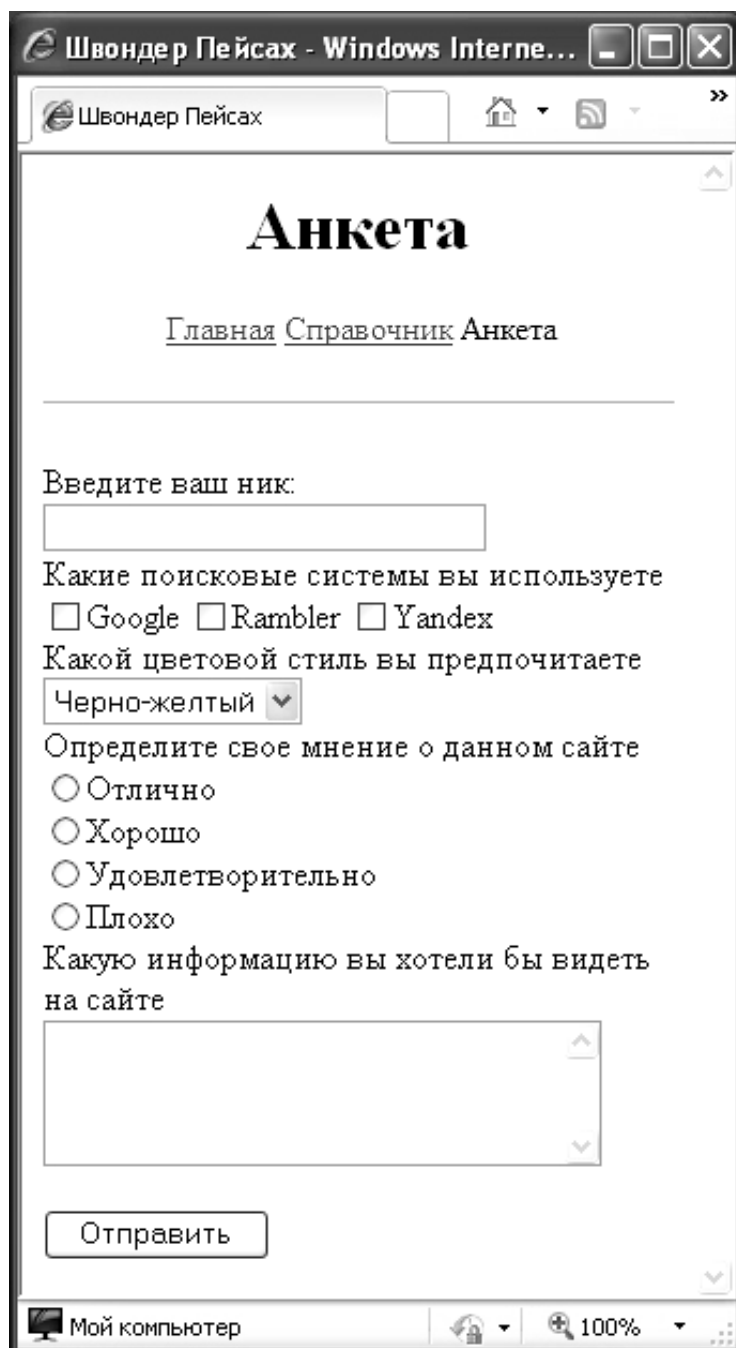 Швондер Пейсах - Windows Interne...
Швондер Пейсах
»
Анкета
Главная Справочник Анкета
Введите ваш ник:
Какие поисковые системы вы используете
Google Rambler Yandex
Какой цветовой стиль вы предпочитаете
Черно-желтый
Определите свое мнение о данном сайте
Отлично
Хорошо
Удовлетворительно
Плохо
Какую информацию вы хотели бы видеть
на сайте
Отправить
Мой компьютер 100%